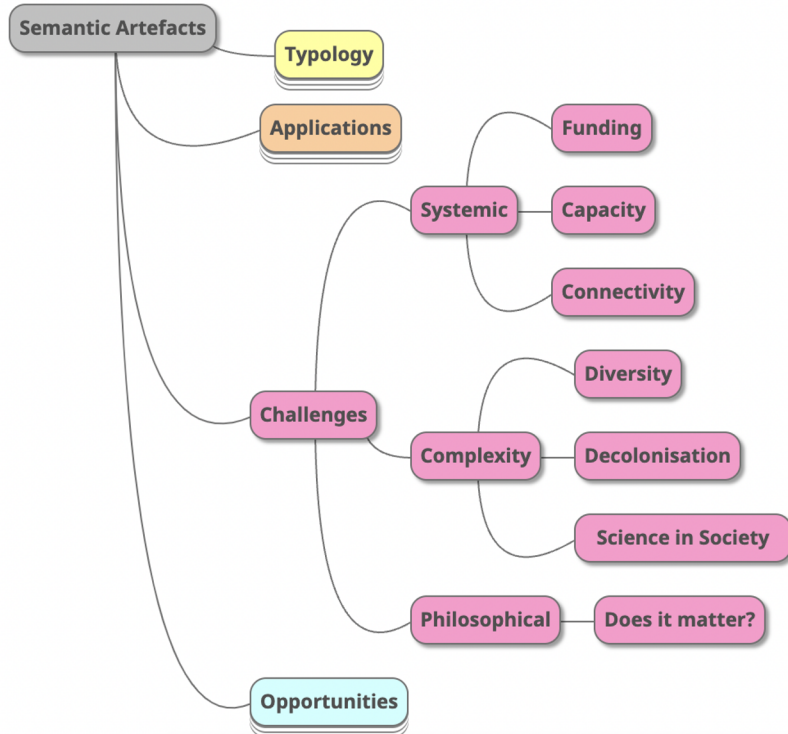 Semantic Artefacts
Typology
Applications
Challenges
Systemic
Funding
Capacity
Connectivity
Complexity
Diversity
Decolonisation
Science in Society
Philosophical
Does it matter?
Opportunities